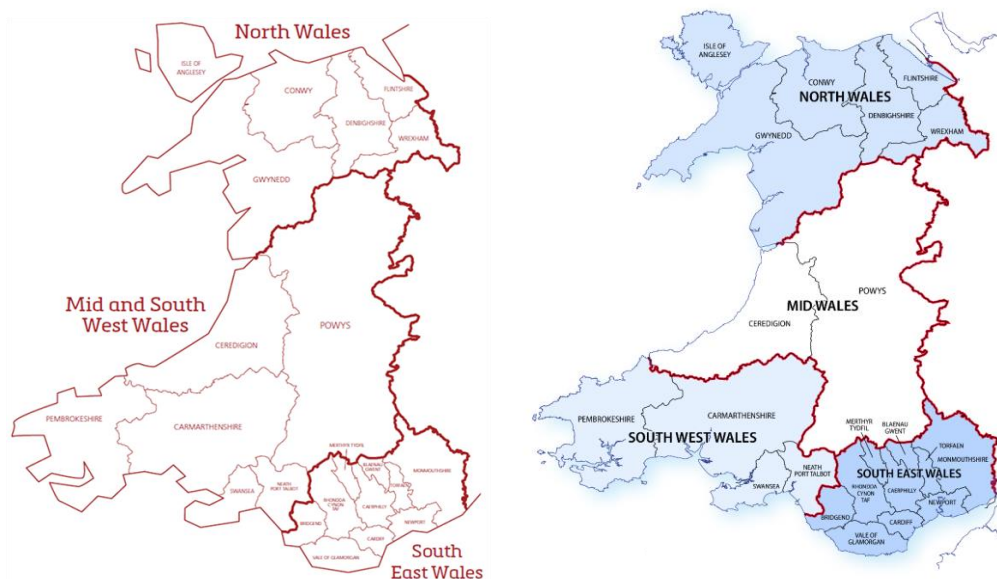 North Wales
ISLE OF
ANGLESEY
CONWY
FLINTSHIRE
DENBIGHSHIRE
WREXHAM
GWYNEDD
Mid and South
West Wales
POWYS
CEREDIGION
PEMBROKESHIRE
CARMARTHENSHIRE
MERTHYR
TYDFIL
BLAENAU
GWENT
MONMOUTHSHIRE
TORFAEN
SWANSEA
NEATH
PORT TALBOT
RHONDDA
CYNON
TAF
CAERPHILLY
BRIDGEND
NEWPORT
CARDIFF
VALE OF GLAMORGAN
South
East Wales
ISLE OF
ANGLESEY
CONWY
FLINTSHIRE
NORTH WALES
DENBIGHSHIRE
GWYNEDD
WREXHAM
POWYS
MID WALES
CEREDIGION
PEMBROKESHIRE
CARMARTHENSHIRE
SOUTH WEST WALES
MERTHYR
TYDFIL
BLAENAU
GWENT
TORFAEN
MONMOUTHSHIRE
NEATH
PORT TALBOT
SOUTH EAST WALES
SWANSEA
RHONDDA
CYNON
TAF
CAERPHILLY
NEWPORT
BRIDGEND
CARDIFF
VALE OF
GLAMORGAN